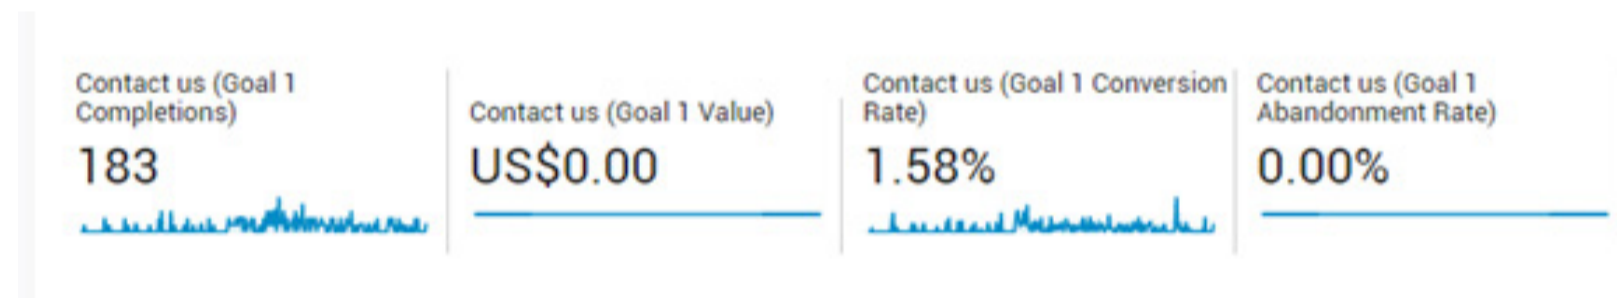 Contact us (Goal 1
Completions)
183
Contact us (Goal 1 Value)
US$0.00
Contact us (Goal 1 Conversion
Rate)
1.58%
Contact us (Goal 1
Abandonment Rate)
0.00%